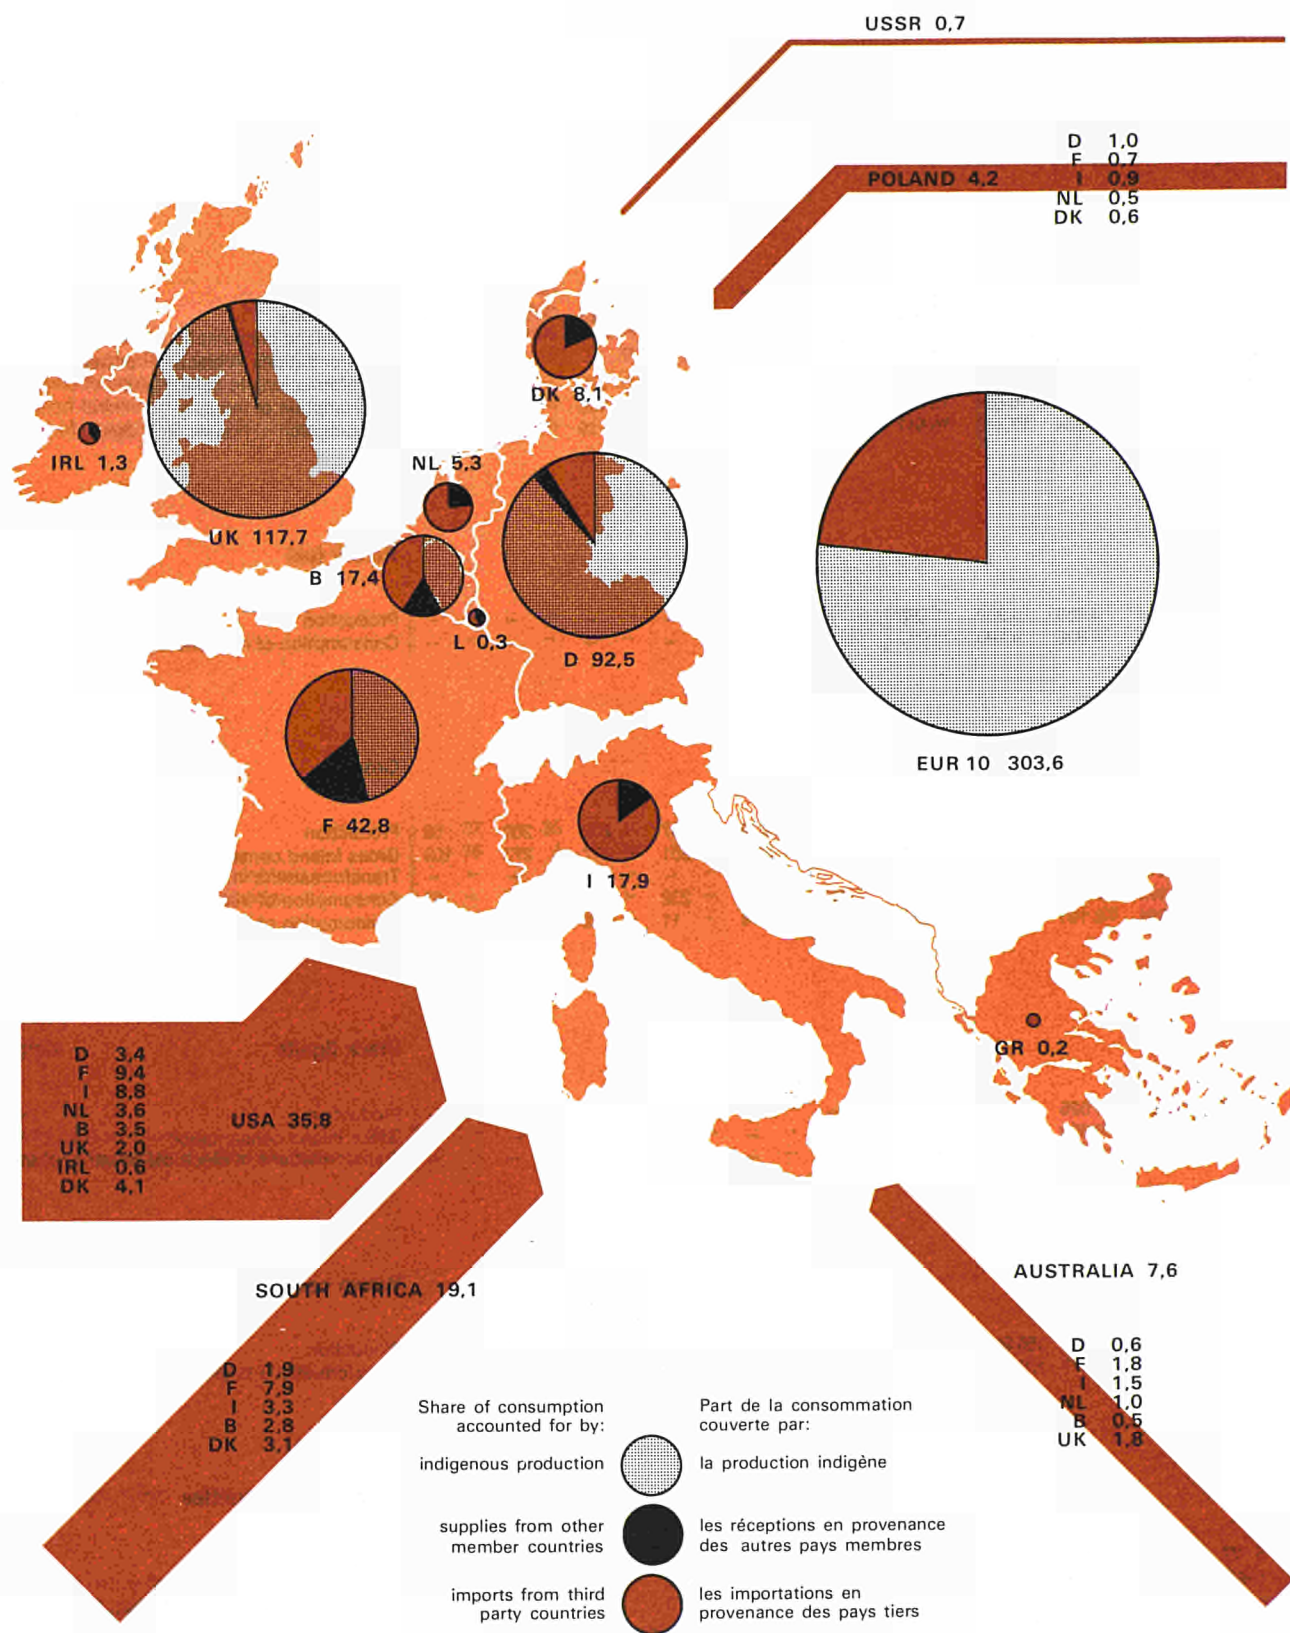 USSR 0,7
D 1,0
F 0,7
POLAND 4,2
I 0,9
NL 0,5
DK 0,6
DK 8,1
IRL 1,3
NL 5,3
UK 117,7
B 17,4
L 0,3
D 92,5
EUR 10 303,6
F 42,8
I 17,9
GR 0,2
D 3,4
F 9,4
I 8,8
NL 3,6
B 3,5
UK 2,0
IRL 0,6
DK 4,1
USA 35,8
SOUTH AFRICA 19,1
D 1,9
F 7,9
I 3,3
B 2,8
DK 3,1
AUSTRALIA 7,6
D 0,6
F 1,8
I 1,5
NL 1,0
B 0,5
UK 1,8
Share of consumption
accounted for by:
Part de la consommation
couverte par:
indigenous production
la production indigène
supplies from other
member countries
les réceptions en provenance
des autres pays membres
imports from third
party countries
les importations en
provenance des pays tiers